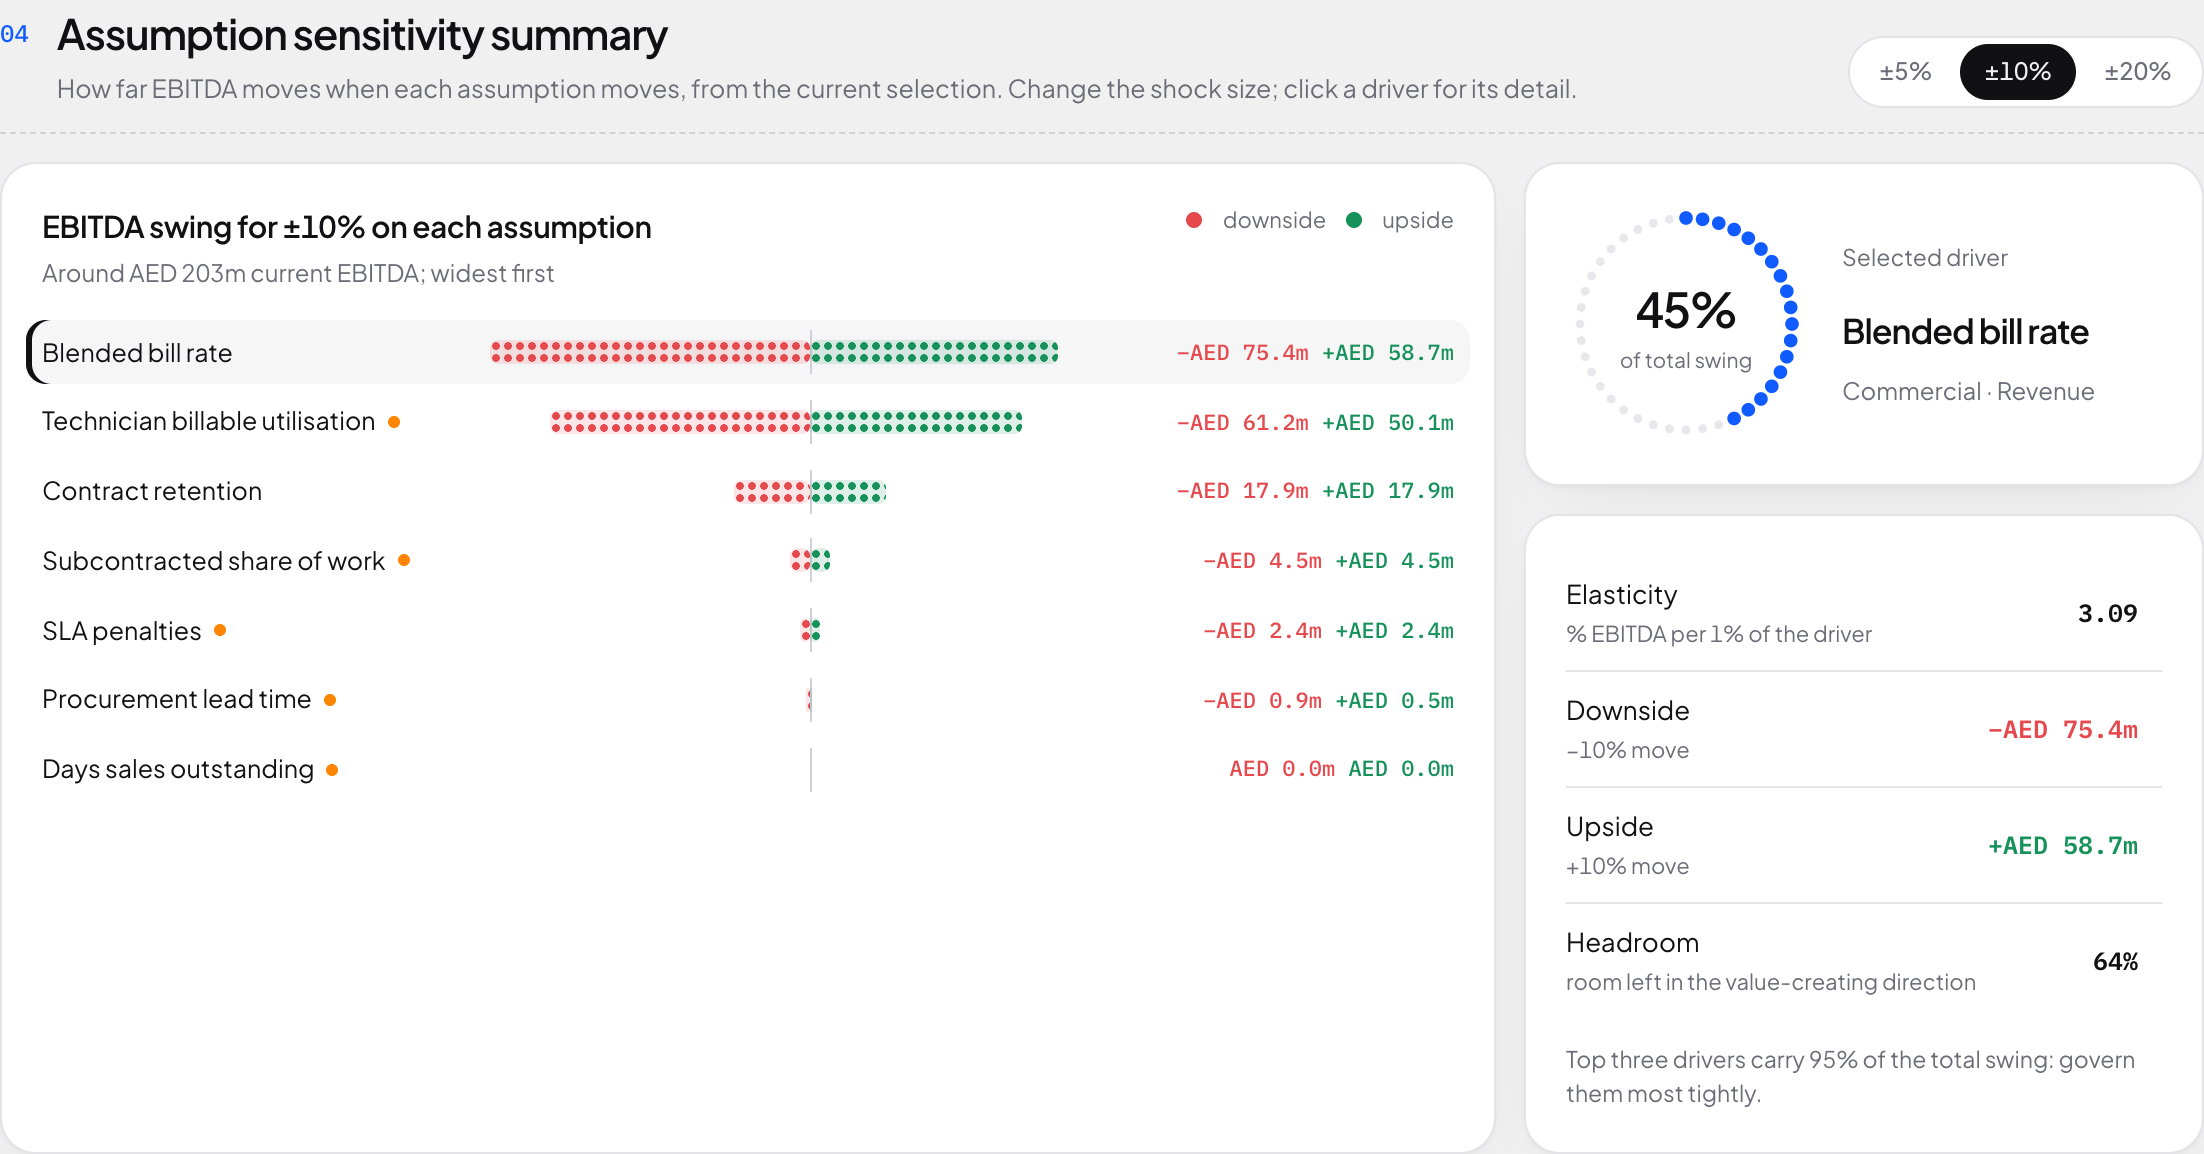 04
Assumption sensitivity summary
How far EBITDA moves when each assumption moves, from the current selection. Change the shock size; click a driver for its detail.
±5% ±10% ±20%
EBITDA swing for ±10% on each assumption
Around AED 203m current EBITDA; widest first
downside upside
Blended bill rate −AED 75.4m +AED 58.7m
Technician billable utilisation −AED 61.2m +AED 50.1m
Contract retention −AED 17.9m +AED 17.9m
Subcontracted share of work −AED 4.5m +AED 4.5m
SLA penalties −AED 2.4m +AED 2.4m
Procurement lead time −AED 0.9m +AED 0.5m
Days sales outstanding AED 0.0m AED 0.0m
45%
of total swing
Selected driver
Blended bill rate
Commercial · Revenue
Elasticity
% EBITDA per 1% of the driver
3.09
Downside
−10% move
−AED 75.4m
Upside
+10% move
+AED 58.7m
Headroom
room left in the value-creating direction
64%
Top three drivers carry 95% of the total swing: govern
them most tightly.